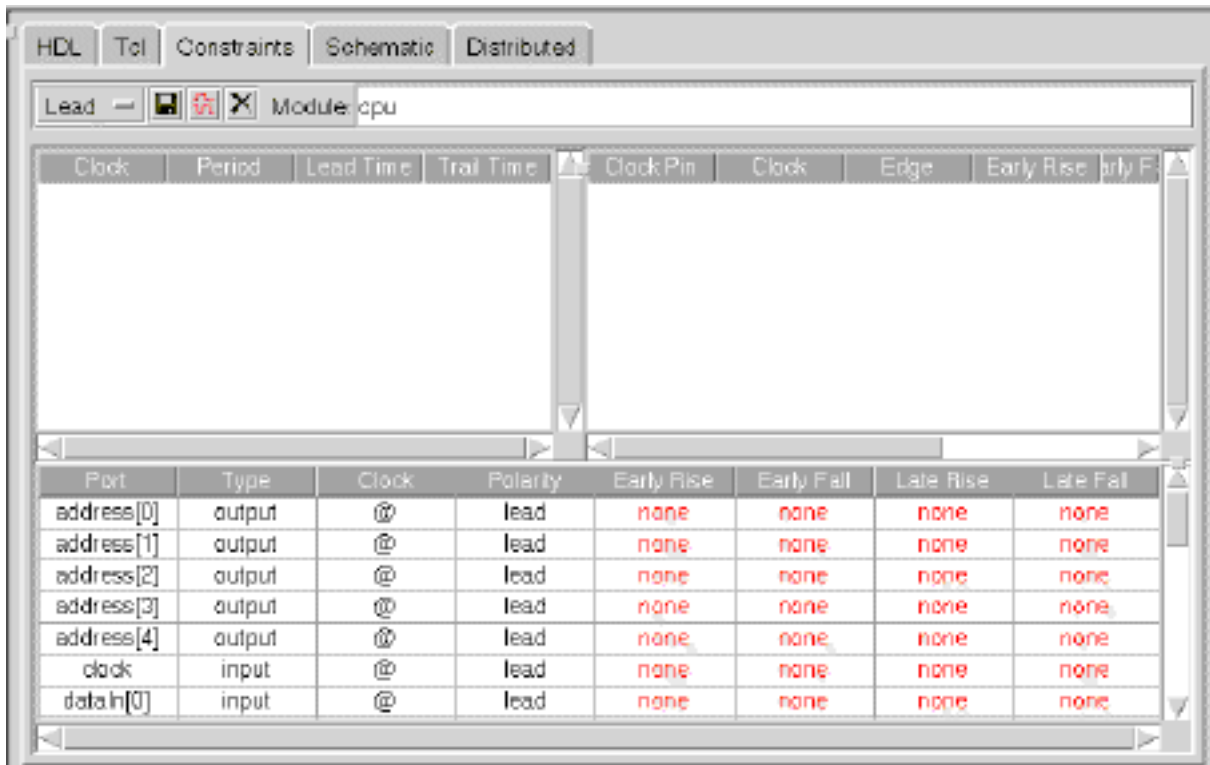 HDL Tcl Constraints Schematic Distributed
Lead Module: cpu
Clock Period Lead Time Trail Time Clock Pin Clock Edge Early Rise arly F
Port Type Clock Polarity Early Rise Early Fall Late Rise Late Fall
address[0] output @ lead none none none none
address[1] output @ lead none none none none
address[2] output @ lead none none none none
address[3] output @ lead none none none none
address[4] output @ lead none none none none
clock input @ lead none none none none
dataIn[0] input @ lead none none none none